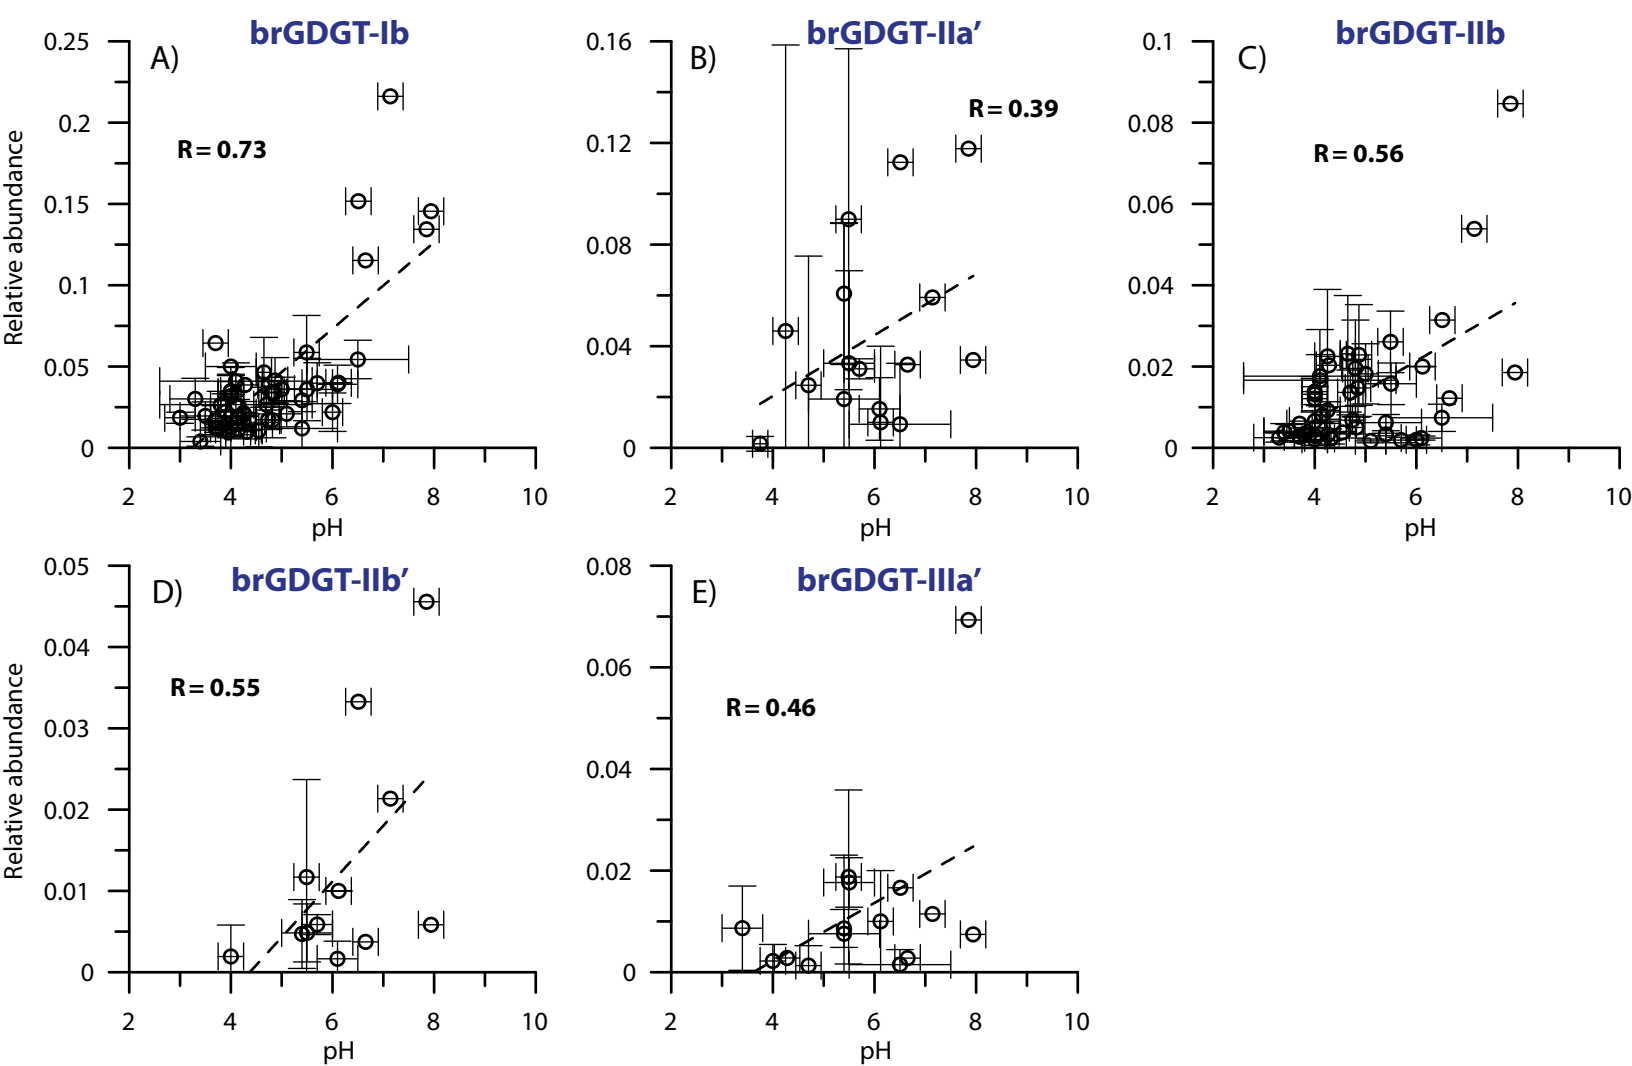 brGDGT-Ib
A)
R = 0.73
Relative abundance
0.25
0.2
0.15
0.1
0.05
0
2 4 6 8 10
pH
brGDGT-IIa′
B)
R = 0.39
0.16
0.12
0.08
0.04
0
2 4 6 8 10
pH
brGDGT-IIb
C)
R = 0.56
0.1
0.08
0.06
0.04
0.02
0
2 4 6 8 10
pH
brGDGT-IIb′
D)
R = 0.55
Relative abundance
0.05
0.04
0.03
0.02
0.01
0
2 4 6 8 10
pH
brGDGT-IIIa′
E)
R = 0.46
0.08
0.06
0.04
0.02
0
2 4 6 8 10
pH